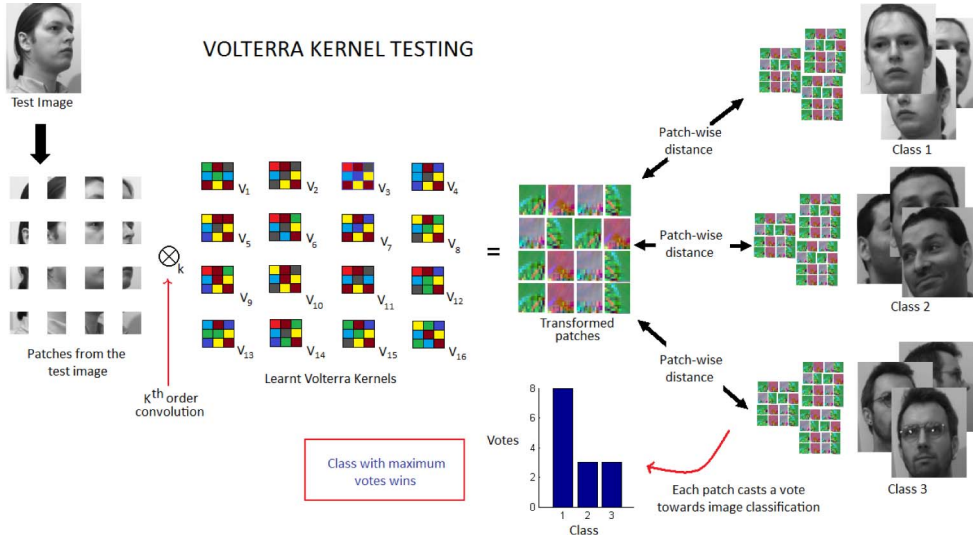 VOLTERRA KERNEL TESTING
Test Image
Patches from the
test image
k
Kth order
convolution
V1
V2
V3
V4
V5
V6
V7
V8
V9
V10
V11
V12
V13
V14
V15
V16
Learnt Volterra Kernels
=
Transformed
patches
Patch-wise
distance
Patch-wise
distance
Patch-wise
distance
Class 1
Class 2
Class 3
Class with maximum
votes wins
Votes
8
6
4
2
0
1 2 3
Class
Each patch casts a vote
towards image classification